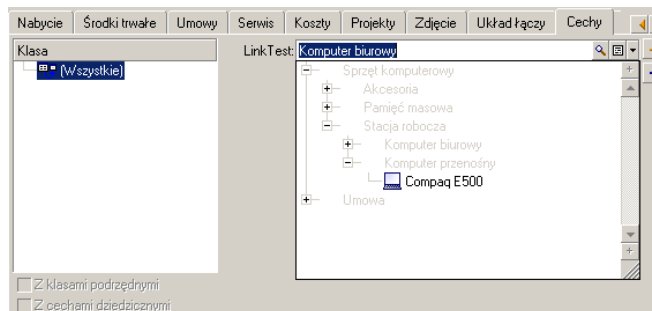 Nabycie Środki trwałe Umowy Serwis Koszty Projekty Zdjęcie Układ łączy Cechy
Klasa
(Wszystkie)
LinkTest: Komputer biurowy
Sprzęt komputerowy
Akcesoria
Pamięć masowa
Stacja robocza
Komputer biurowy
Komputer przenośny
Compaq E500
Umowa
Z klasami podrzędnymi
Z cechami dziedzicznymi